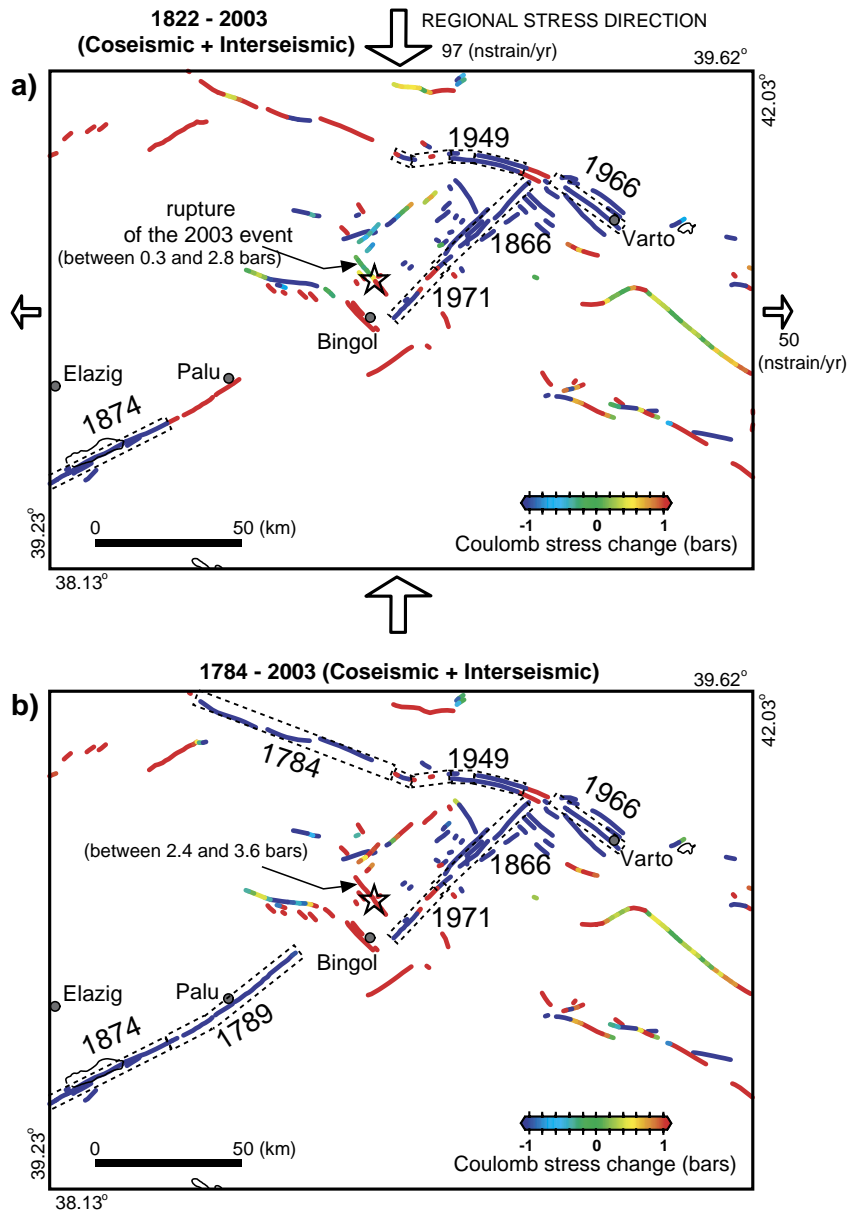 1822 - 2003
(Coseismic + Interseismic)
REGIONAL STRESS DIRECTION
97 (nstrain/yr)
39.62°
42.03°
a)
1949
1966
rupture
of the 2003 event
(between 0.3 and 2.8 bars)
Varto
1866
1971
Bingol
50
(nstrain/yr)
Elazig
Palu
1874
0 50 (km)
-1 0 1
Coulomb stress change (bars)
39.23°
38.13°
1784 - 2003 (Coseismic + Interseismic)
39.62°
42.03°
b)
1784
1949
1966
(between 2.4 and 3.6 bars)
Varto
1866
1971
Bingol
Elazig
Palu
1789
1874
0 50 (km)
-1 0 1
Coulomb stress change (bars)
39.23°
38.13°